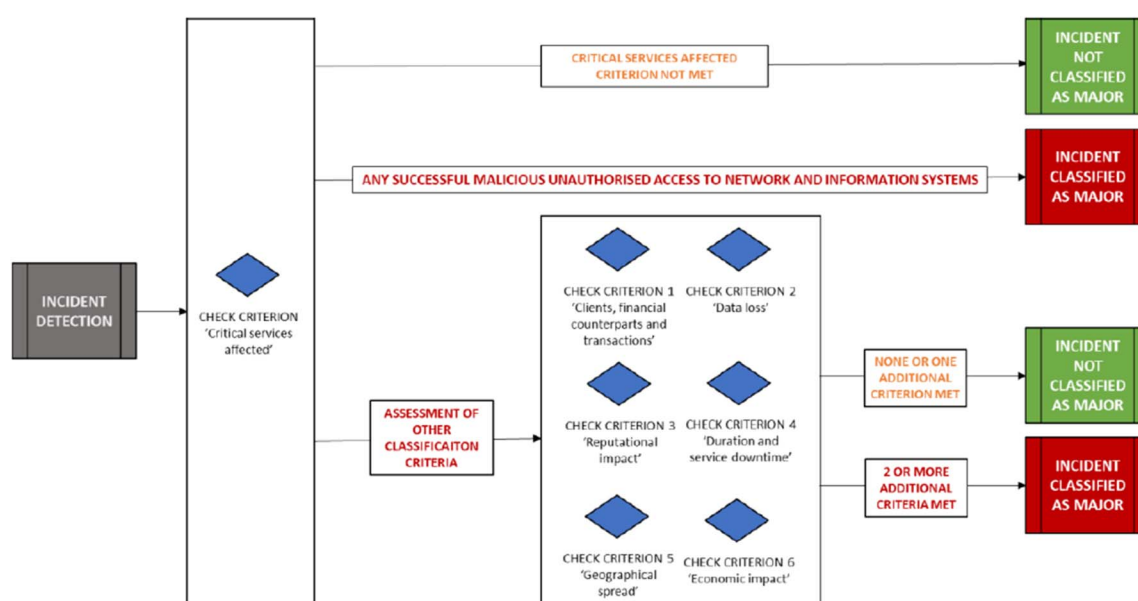 CRITICAL SERVICES AFFECTED
CRITERION NOT MET
INCIDENT
NOT
CLASSIFIED
AS MAJOR
ANY SUCCESSFUL MALICIOUS UNAUTHORISED ACCESS TO NETWORK AND INFORMATION SYSTEMS
INCIDENT
CLASSIFIED
AS MAJOR
INCIDENT
DETECTION
CHECK CRITERION
'Critical services
affected'
ASSESSMENT OF
OTHER
CLASSIFICAITON
CRITERIA
CHECK CRITERION 1
'Clients, financial
counterparts and
transactions'
CHECK CRITERION 2
'Data loss'
CHECK CRITERION 3
'Reputational
impact'
CHECK CRITERION 4
'Duration and
service downtime'
CHECK CRITERION 5
'Geographical
spread'
CHECK CRITERION 6
'Economic impact'
NONE OR ONE
ADDITIONAL
CRITERION MET
INCIDENT
NOT
CLASSIFIED
AS MAJOR
2 OR MORE
ADDITIONAL
CRITERIA MET
INCIDENT
CLASSIFIED
AS MAJOR